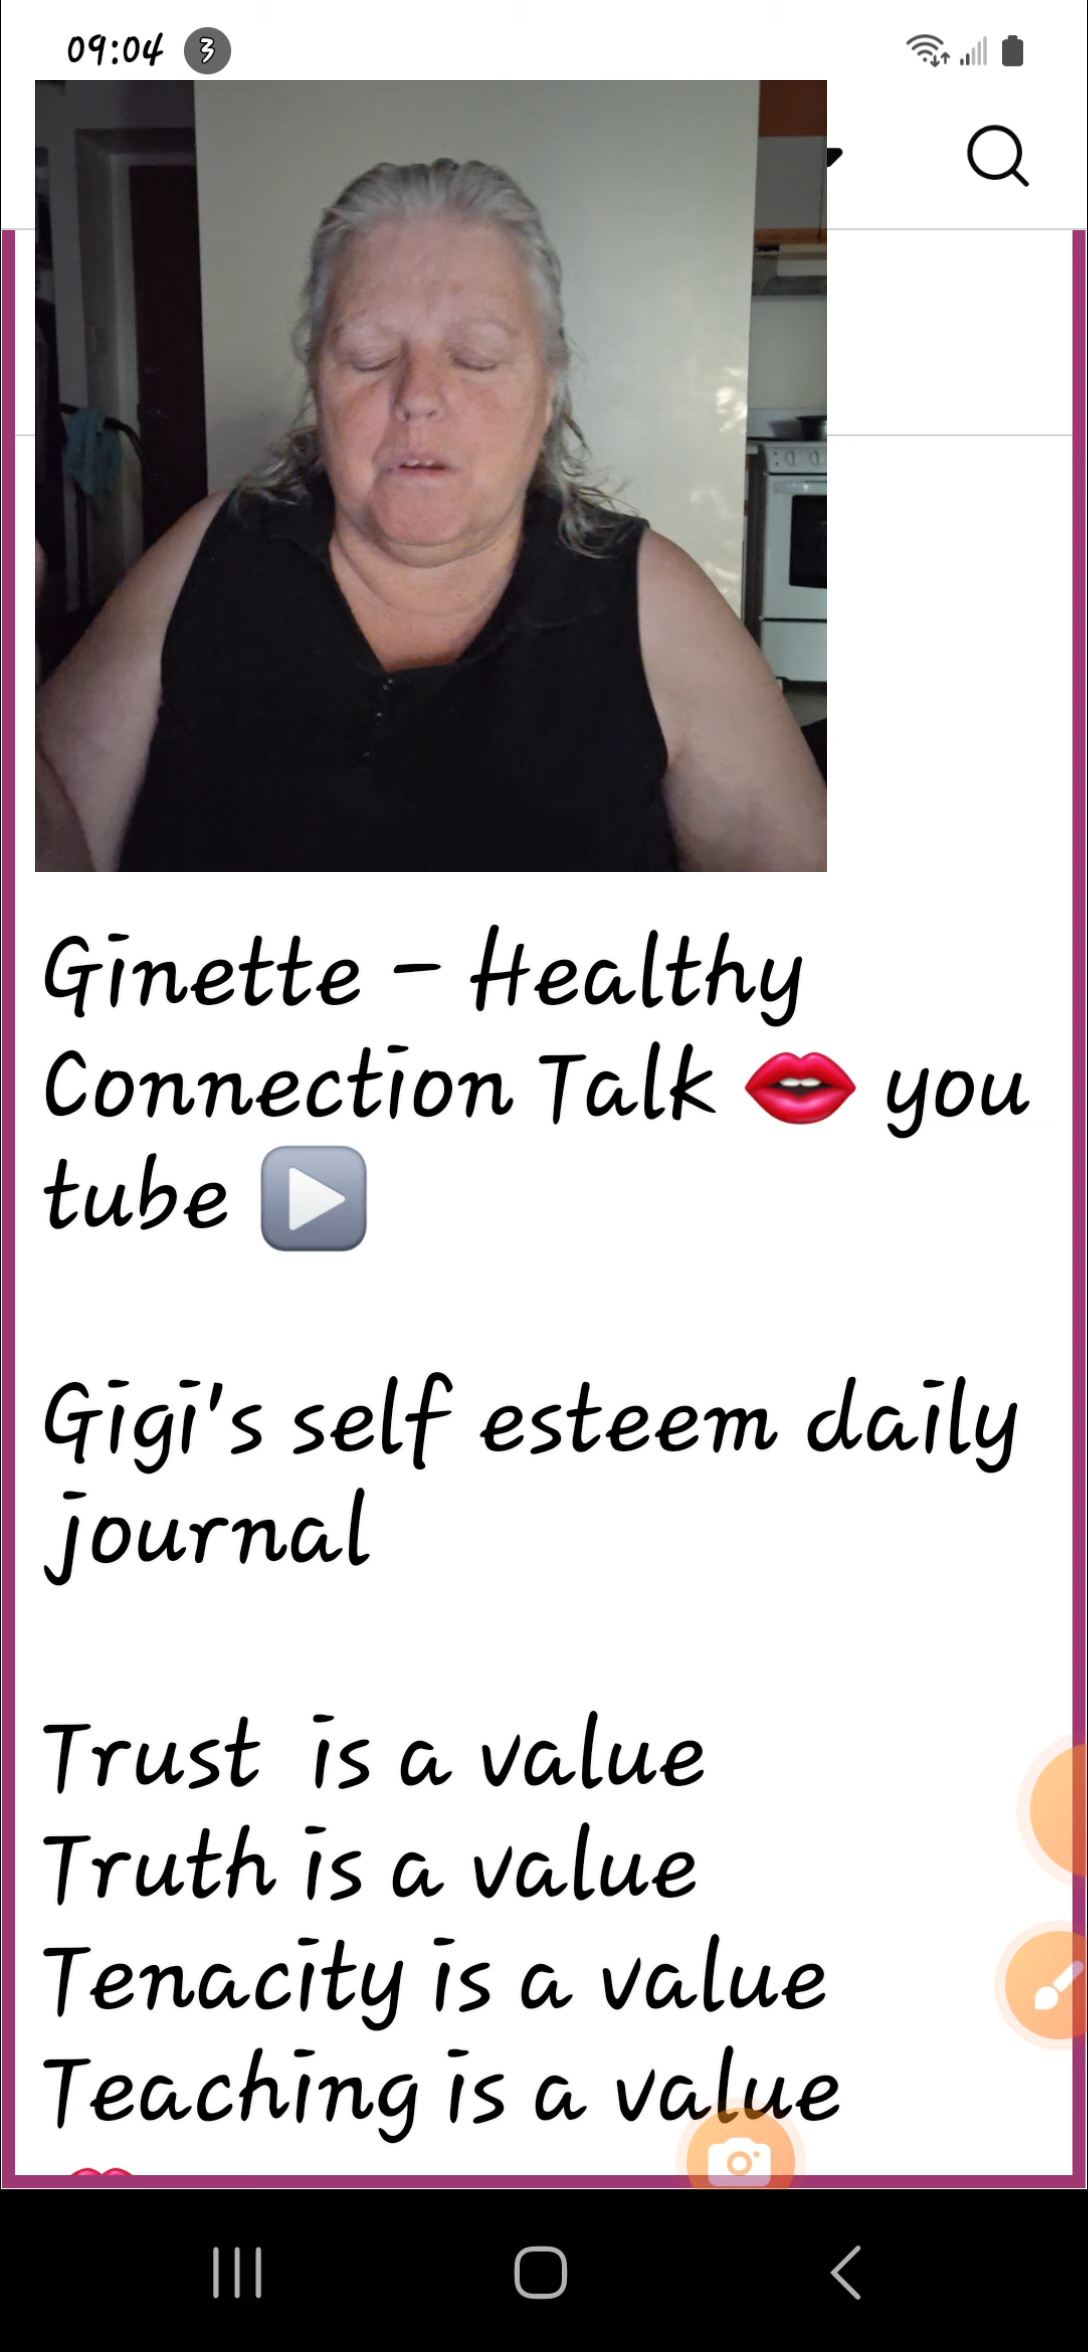 09:04 3
Ginette - Healthy
Connection Talk 👄 you
tube ▶️
Gigi's self esteem daily
journal
Trust is a value
Truth is a value
Tenacity is a value
Teaching is a value